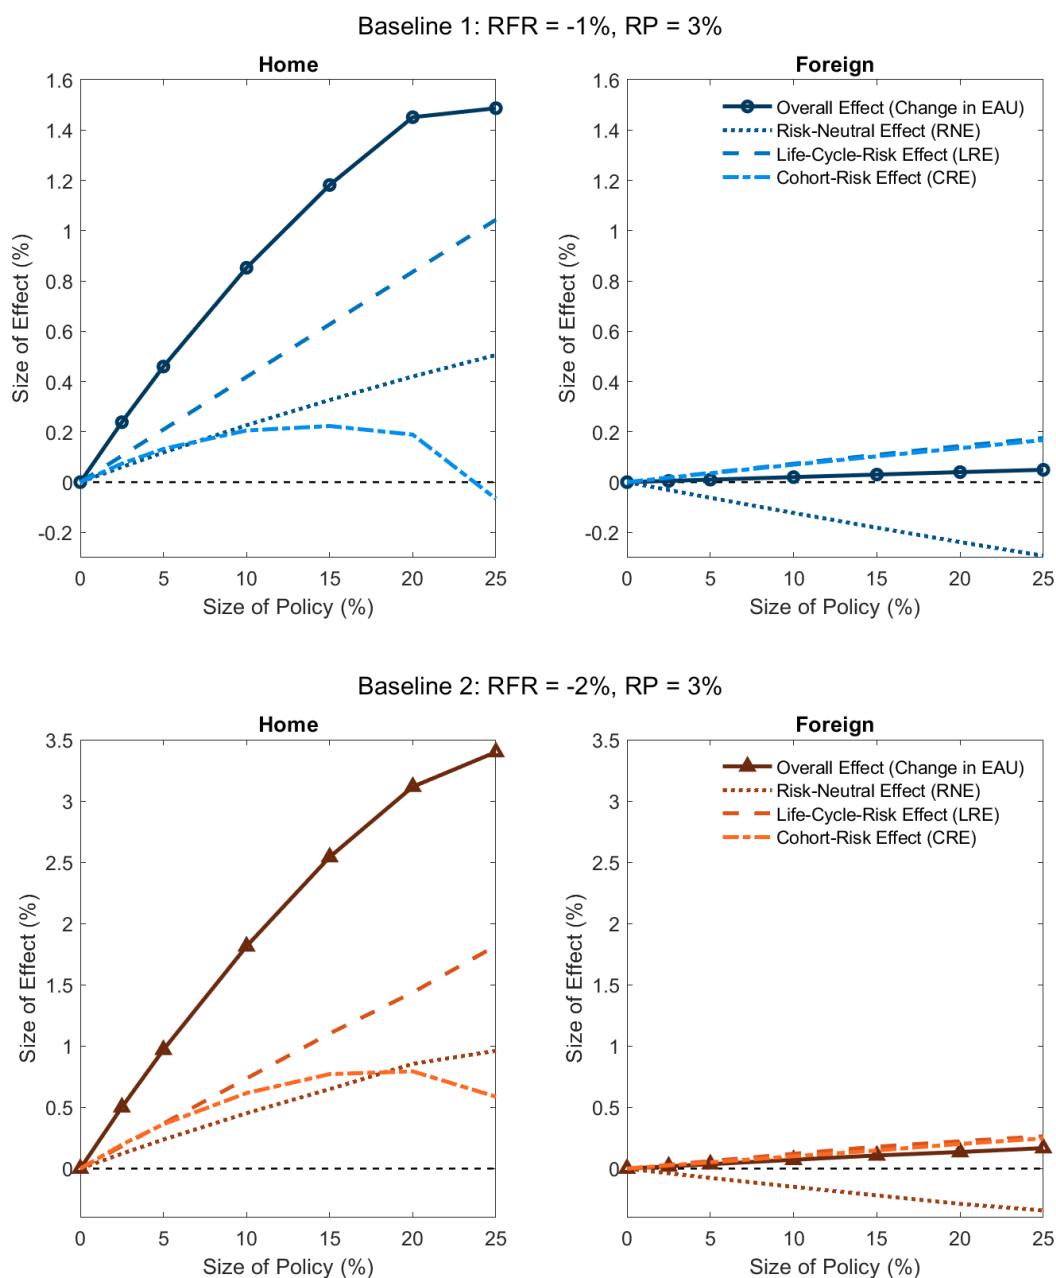 Baseline 1: RFR = -1%, RP = 3%
Home
Foreign
1.6
1.4
1.2
1
0.8
0.6
0.4
0.2
0
-0.2
Size of Effect (%)
0 5 10 15 20 25
Size of Policy (%)
1.6
1.4
1.2
1
0.8
0.6
0.4
0.2
0
-0.2
Size of Effect (%)
Overall Effect (Change in EAU)
Risk-Neutral Effect (RNE)
Life-Cycle-Risk Effect (LRE)
Cohort-Risk Effect (CRE)
0 5 10 15 20 25
Size of Policy (%)
Baseline 2: RFR = -2%, RP = 3%
Home
Foreign
3.5
3
2.5
2
1.5
1
0.5
0
Size of Effect (%)
0 5 10 15 20 25
Size of Policy (%)
3.5
3
2.5
2
1.5
1
0.5
0
Size of Effect (%)
Overall Effect (Change in EAU)
Risk-Neutral Effect (RNE)
Life-Cycle-Risk Effect (LRE)
Cohort-Risk Effect (CRE)
0 5 10 15 20 25
Size of Policy (%)